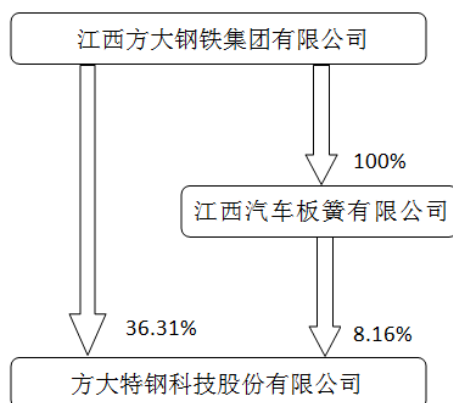 江西方大钢铁集团有限公司
100%
江西汽车板簧有限公司
36.31%
8.16%
方大特钢科技股份有限公司